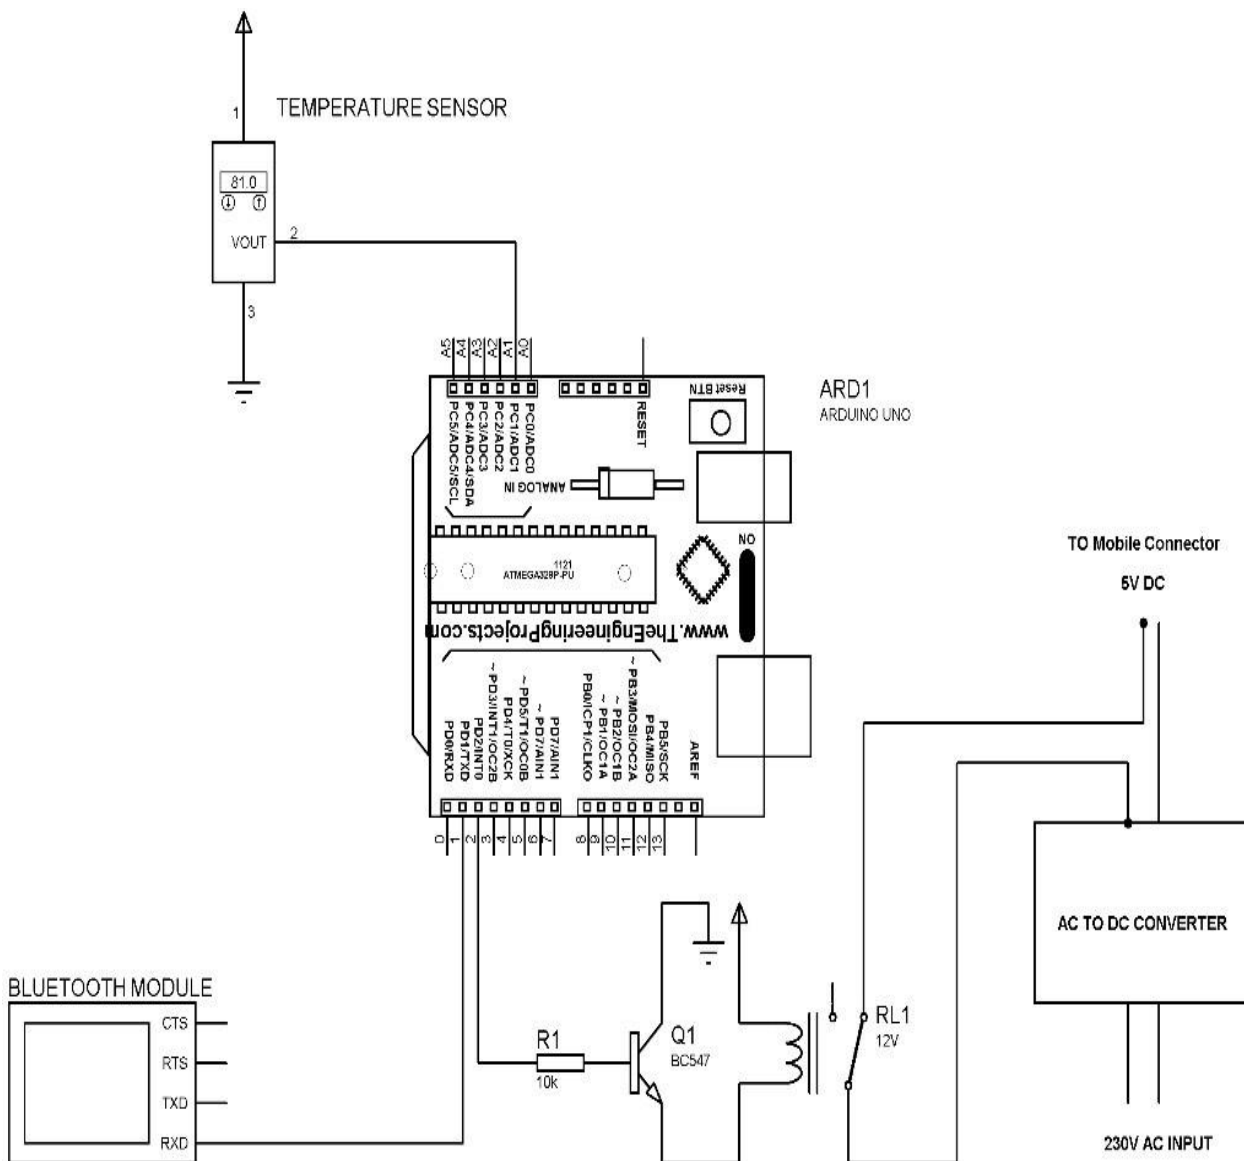 1
TEMPERATURE SENSOR
81.0
VOUT
2
3
A5
A4
A3
A2
A1
A0
PC5/ADC5/SCL
PC4/ADC4/SDA
PC3/ADC3
PC2/ADC2
PC1/ADC1
PC0/ADC0
RESET
Reset BTN
ANALOG IN
ARD1
ARDUINO UNO
1121
ATMEGA328P-PU
ON
www.TheEngineeringProjects.com
PD0/RXD
PD1/TXD
PD2/INT0
~ PD3/INT1/OC2B
PD4/T0/XCK
~ PD5/T1/OC0B
~ PD7/AIN1
PD7/AIN1
PB0/ICP1/CLKO
~ PB1/OC1A
~ PB2/OC1B
~ PB3/MOSI/OC2A
PB4/MISO
PB5/SCK
AREF
0
1
2
3
4
5
6
7
8
9
10
11
12
13
TO Mobile Connector
5V DC
AC TO DC CONVERTER
230V AC INPUT
BLUETOOTH MODULE
CTS
RTS
TXD
RXD
R1
10k
Q1
BC547
RL1
12V